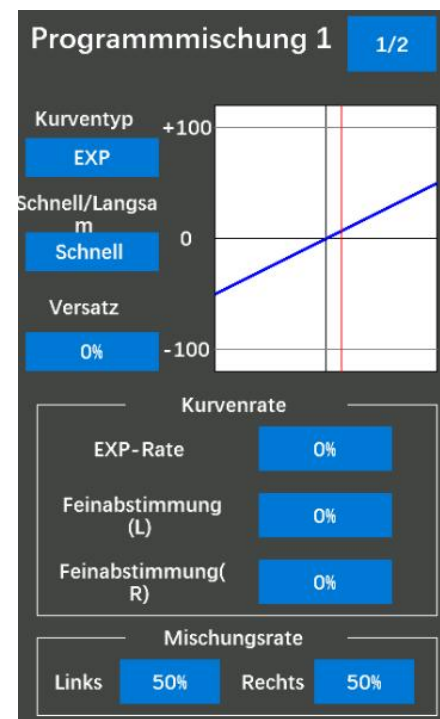 Programmmischung 1
1/2
Kurventyp
EXP
Schnell/Langsa
m
Schnell
Versatz
0%
+100
0
-100
Kurvenrate
EXP-Rate
0%
Feinabstimmung
(L)
0%
Feinabstimmung(
R)
0%
Mischungsrate
Links
50%
Rechts
50%